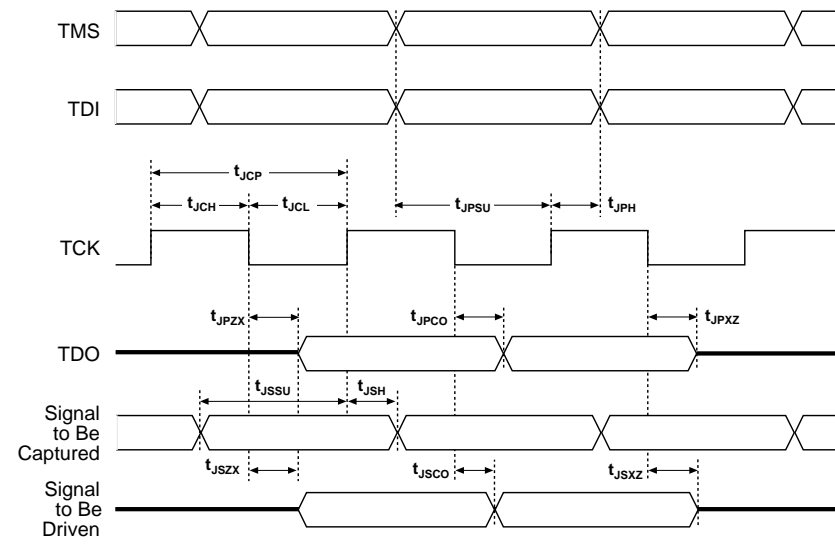 TMS
TDI
tJCP
tJCH
tJCL
tJPSU
tJPH
TCK
tJPZX
tJPCO
tJPXZ
TDO
tJSSU
tJSH
Signal
to Be
Captured
tJSZX
tJSCO
tJSXZ
Signal
to Be
Driven